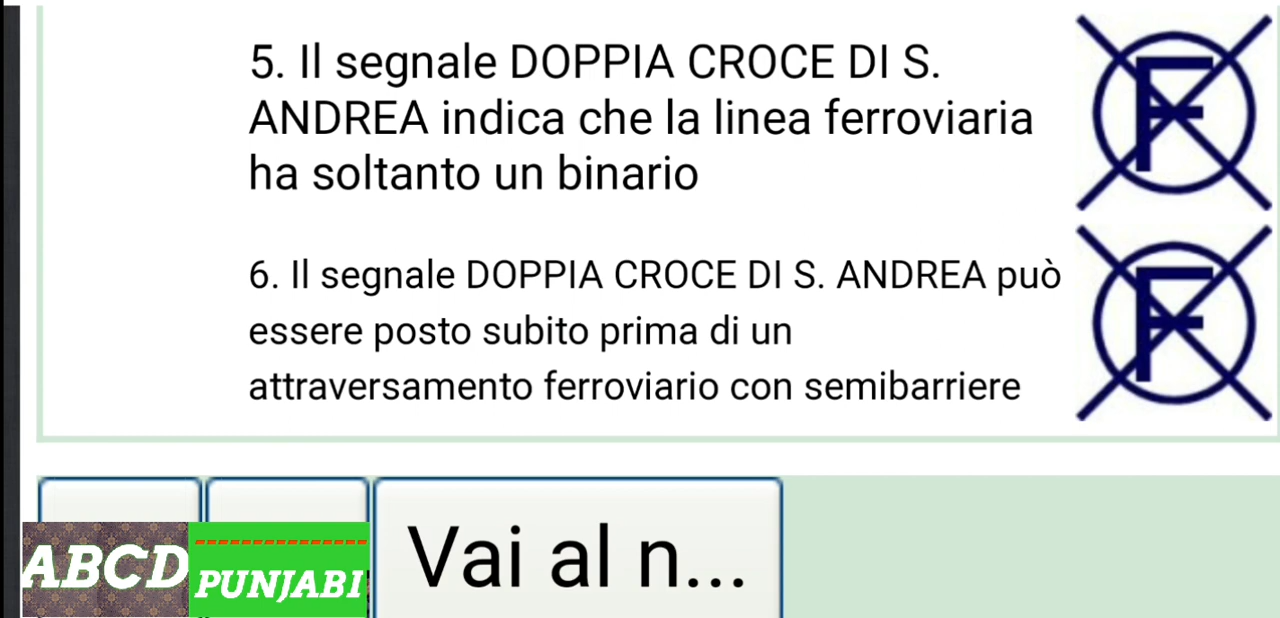 5. Il segnale DOPPIA CROCE DI S.
ANDREA indica che la linea ferroviaria
ha soltanto un binario
F
6. Il segnale DOPPIA CROCE DI S. ANDREA può
essere posto subito prima di un
attraversamento ferroviario con semibarriere
F
Vai al n...
ABCD
PUNJABI